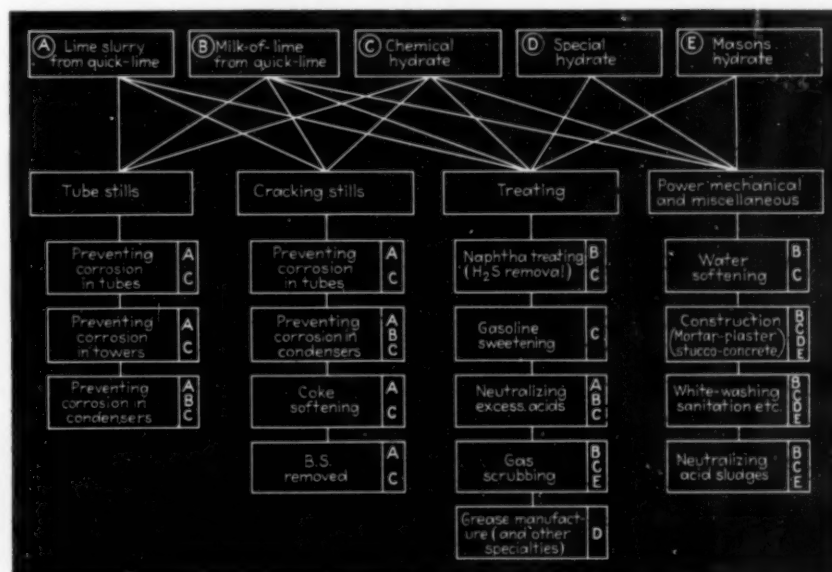 A Lime slurry
from quick-lime
B Milk-of-lime
from quick-lime
C Chemical
hydrate
D Special
hydrate
E Masons
hydrate
Tube stills
Cracking stills
Treating
Power mechanical
and miscellaneous
Preventing
corrosion
in tubes
A
C
Preventing
corrosion
in towers
A
C
Preventing
corrosion in
condensers
A
B
C
Preventing
corrosion
in tubes
A
C
Preventing
corrosion in
condensers
A
B
C
Coke
softening
A
C
B.S.
removed
A
C
Naphtha treating
(H₂S removal)
B
C
Gasoline
sweetening
C
Neutralizing
excess acids
A
B
C
Gas
scrubbing
B
C
E
Grease manufact-
ure (and other
specialties)
D
Water
softening
B
C
Construction
(Mortar-plaster
stucco-concrete)
B
C
D
E
White-washing
sanitation etc.
B
C
D
E
Neutralizing
acid sludges
B
C
E